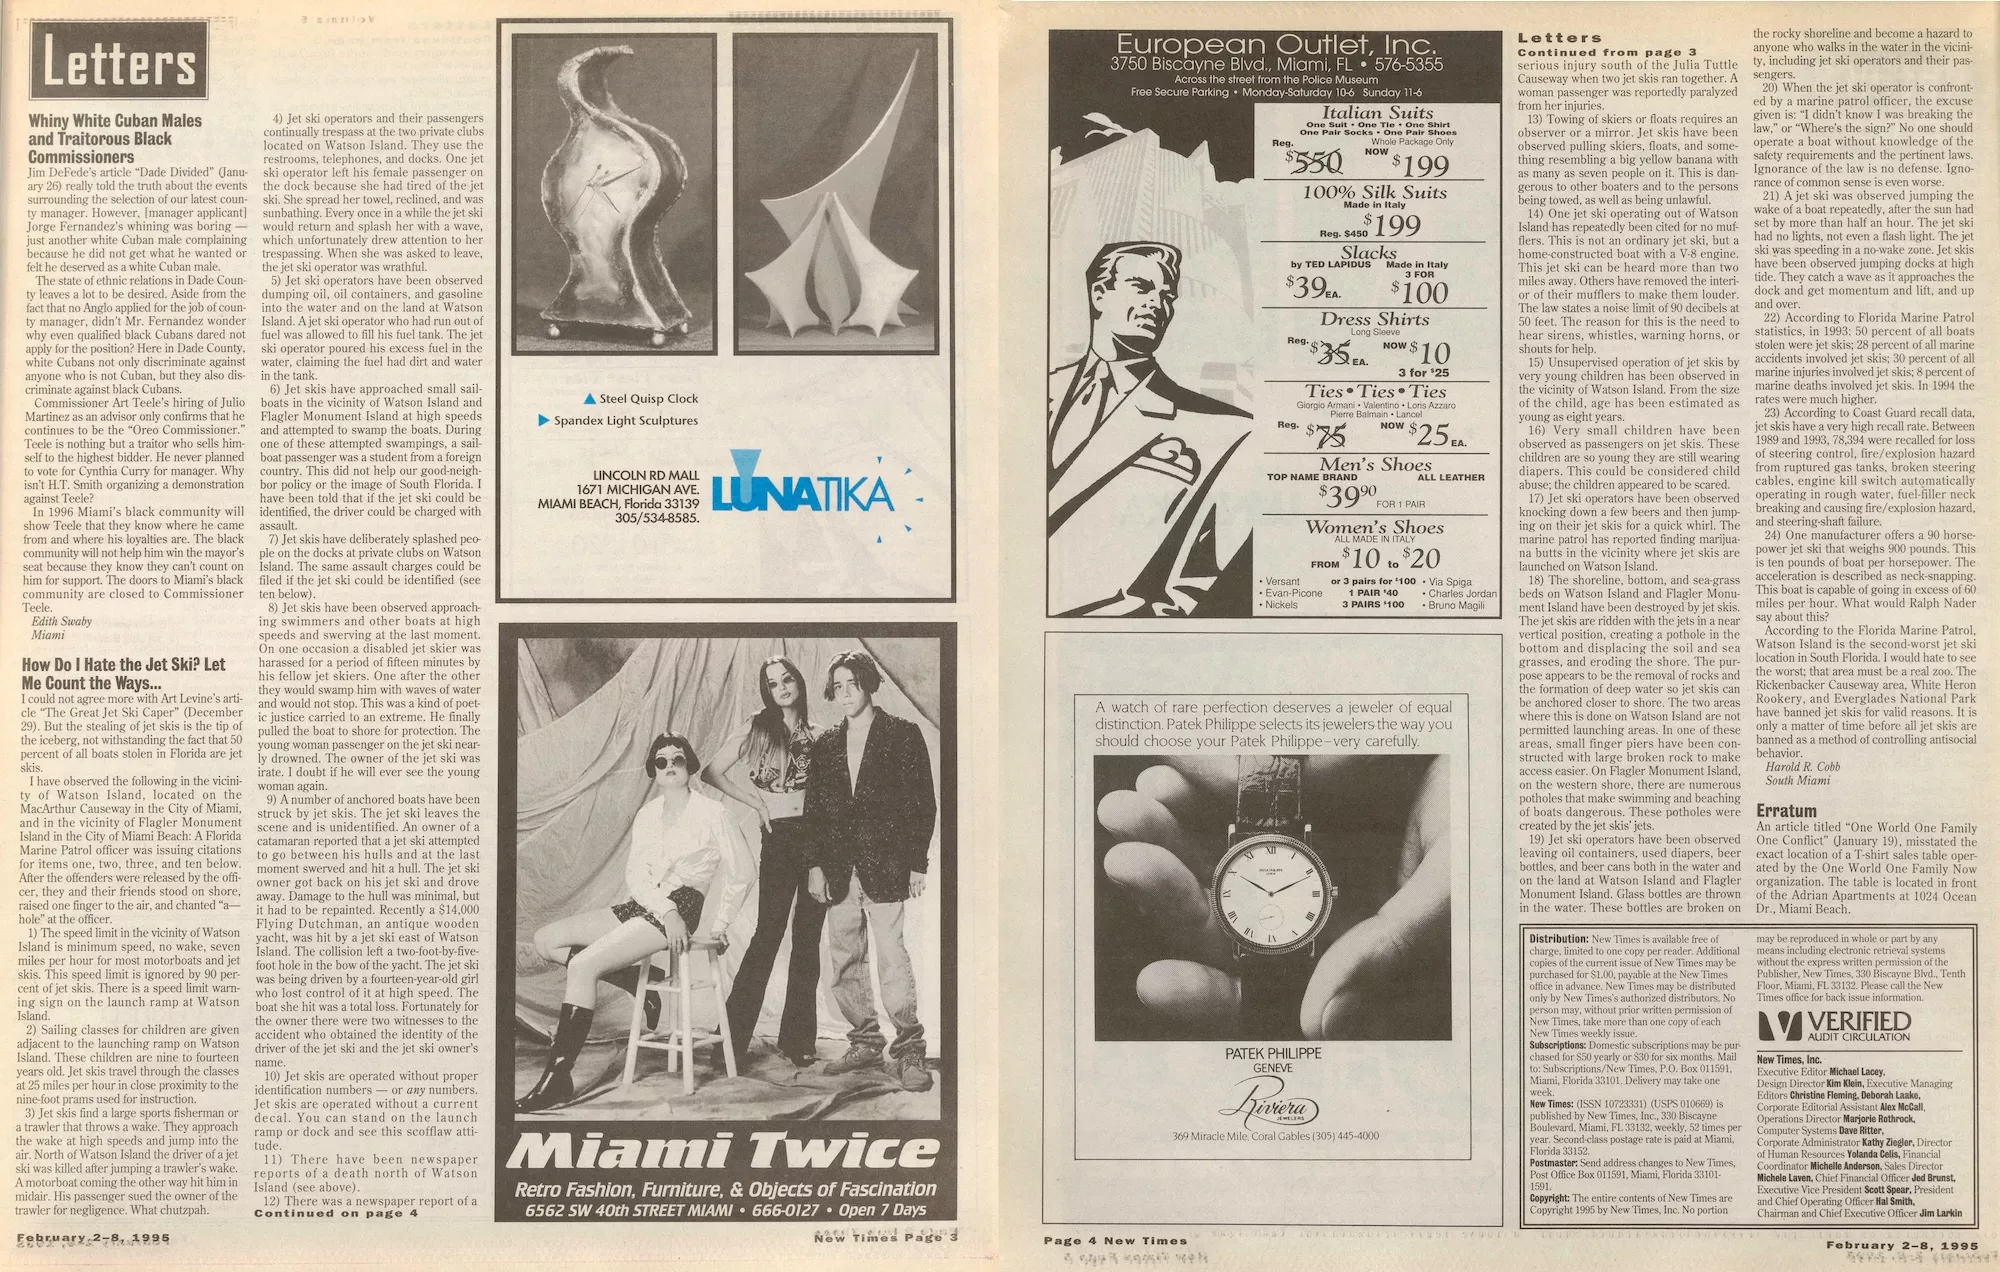 Letters
Whiny White Cuban Males
and Traitorous Black
Commissioners
Jim DeFede's article "Dade Divided" (Janu-
ary 26) really told the truth about the events
surrounding the selection of our latest coun-
ty manager. However, [manager applicant]
Jorge Fernandez's whining was boring —
just another white Cuban male complaining
because he did not get what he wanted or
felt he deserved as a white Cuban male.
The state of ethnic relations in Dade Coun-
ty leaves a lot to be desired. Aside from the
fact that no Anglo applied for the job of coun-
ty manager, didn't Mr. Fernandez wonder
why even qualified black Cubans dared not
apply for the position? Here in Dade County,
white Cubans not only discriminate against
anyone who is not Cuban, but they also dis-
criminate against black Cubans.
Commissioner Art Teele's hiring of Julio
Martinez as an advisor only confirms that he
continues to be the "Oreo Commissioner."
Teele is nothing but a traitor who sells him-
self to the highest bidder. He never planned
to vote for Cynthia Curry for manager. Why
isn't H.T. Smith organizing a demonstration
against Teele?
In 1996 Miami's black community will
show Teele that they know where he came
from and where his loyalties are. The black
community will not help him win the mayor's
seat because they know they can't count on
him for support. The doors to Miami's black
community are closed to Commissioner
Teele.
Edith Swaby
Miami
How Do I Hate the Jet Ski? Let
Me Count the Ways...
I could not agree more with Art Levine's arti-
cle "The Great Jet Ski Caper" (December
29). But the stealing of jet skis is the tip of
the iceberg, not withstanding the fact that 50
percent of all boats stolen in Florida are jet
skis.
I have observed the following in the vicini-
ty of Watson Island, located on the
MacArthur Causeway in the City of Miami,
and in the vicinity of Flagler Monument
Island in the City of Miami Beach: A Florida
Marine Patrol officer was issuing citations
for items one, two, three, and ten below.
After the offenders were released by the offi-
cer, they and their friends stood on shore,
raised one finger to the air, and chanted "a—
hole" at the officer.
1) The speed limit in the vicinity of Watson
Island is minimum speed, no wake, seven
miles per hour for most motorboats and jet
skis. This speed limit is ignored by 90 per-
cent of jet skis. There is a speed limit warn-
ing sign on the launch ramp at Watson
Island.
2) Sailing classes for children are given
adjacent to the launching ramp on Watson
Island. These children are nine to fourteen
years old. Jet skis travel through the classes
at 25 miles per hour in close proximity to the
nine-foot prams used for instruction.
3) Jet skis find a large sports fisherman or
a trawler that throws a wake. They approach
the wake at high speeds and jump into the
air. North of Watson Island the driver of a jet
ski was killed after jumping a trawler's wake.
A motorboat coming the other way hit him in
midair. His passenger sued the owner of the
trawler for negligence. What chutzpah.
4) Jet ski operators and their passengers
continually trespass at the two private clubs
located on Watson Island. They use the
restrooms, telephones, and docks. One jet
ski operator left his female passenger on
the dock because she had tired of the jet
ski. She spread her towel, reclined, and was
sunbathing. Every once in a while the jet ski
would return and splash her with a wave,
which unfortunately drew attention to her
trespassing. When she was asked to leave,
the jet ski operator was wrathful.
5) Jet ski operators have been observed
dumping oil, oil containers, and gasoline
into the water and on the land at Watson
Island. A jet ski operator who had run out of
fuel was allowed to fill his fuel tank. The jet
ski operator poured his excess fuel in the
water, claiming the fuel had dirt and water
in the tank.
6) Jet skis have approached small sail-
boats in the vicinity of Watson Island and
Flagler Monument Island at high speeds
and attempted to swamp the boats. During
one of these attempted swampings, a sail-
boat passenger was a student from a foreign
country. This did not help our good-neigh-
bor policy or the image of South Florida. I
have been told that if the jet ski could be
identified, the driver could be charged with
assault.
7) Jet skis have deliberately splashed peo-
ple on the docks at private clubs on Watson
Island. The same assault charges could be
filed if the jet ski could be identified (see
ten below).
8) Jet skis have been observed approach-
ing swimmers and other boats at high
speeds and swerving at the last moment.
On one occasion a disabled jet skier was
harassed for a period of fifteen minutes by
his fellow jet skiers. One after the other
they would swamp him with waves of water
and would not stop. This was a kind of poet-
ic justice carried to an extreme. He finally
pulled the boat to shore for protection. The
young woman passenger on the jet ski near-
ly drowned. The owner of the jet ski was
irate. I doubt if he will ever see the young
woman again.
9) A number of anchored boats have been
struck by jet skis. The jet ski leaves the
scene and is unidentified. An owner of a
catamaran reported that a jet ski attempted
to go between his hulls and at the last
moment swerved and hit a hull. The jet ski
owner got back on his jet ski and drove
away. Damage to the hull was minimal, but
it had to be repainted. Recently a $14,000
Flying Dutchman, an antique wooden
yacht, was hit by a jet ski east of Watson
Island. The collision left a two-foot-by-five-
foot hole in the bow of the yacht. The jet ski
was being driven by a fourteen-year-old girl
who lost control of it at high speed. The
boat she hit was a total loss. Fortunately for
the owner there were two witnesses to the
accident who obtained the identity of the
driver of the jet ski and the jet ski owner's
name.
10) Jet skis are operated without proper
identification numbers — or any numbers.
Jet skis are operated without a current
decal. You can stand on the launch
ramp or dock and see this scofflaw atti-
tude.
11) There have been newspaper
reports of a death north of Watson
Island (see above).
12) There was a newspaper report of a
Continued on page 4
Steel Quisp Clock
Spandex Light Sculptures
LINCOLN RD MALL
1671 MICHIGAN AVE.
MIAMI BEACH, Florida 33139
305/534-8585.
LUNATIKA
Miami Twice
Retro Fashion, Furniture, & Objects of Fascination
6562 SW 40th STREET MIAMI • 666-0127 • Open 7 Days
February 2–8, 1995
New Times Page 3
European Outlet, Inc.
3750 Biscayne Blvd., Miami, FL • 576-5355
Across the street from the Police Museum
Free Secure Parking • Monday-Saturday 10-6 Sunday 11-6
Italian Suits
One Suit • One Tie • One Shirt
One Pair Socks • One Pair Shoes
Whole Package Only
Reg. $550 NOW $199
100% Silk Suits
Made in Italy
Reg. $450 $199
Slacks
by TED LAPIDUS Made in Italy
3 FOR
$39 EA. $100
Dress Shirts
Long Sleeve
Reg. $35 EA. NOW $10
3 for $25
Ties • Ties • Ties
Giorgio Armani • Valentino • Loris Azzaro
Pierre Balmain • Lancel
Reg. $75 NOW $25 EA.
Men's Shoes
TOP NAME BRAND ALL LEATHER
$39.90 FOR 1 PAIR
Women's Shoes
ALL MADE IN ITALY
FROM $10 to $20
• Versant or 3 pairs for $100 • Via Spiga
• Evan-Picone 1 PAIR $40 • Charles Jordan
• Nickels 3 PAIRS $100 • Bruno Magili
A watch of rare perfection deserves a jeweler of equal
distinction. Patek Philippe selects its jewelers the way you
should choose your Patek Philippe–very carefully.
PATEK PHILIPPE
GENEVE
Riviera
JEWELERS
369 Miracle Mile, Coral Gables (305) 445-4000
Letters
Continued from page 3
serious injury south of the Julia Tuttle
Causeway when two jet skis ran together. A
woman passenger was reportedly paralyzed
from her injuries.
13) Towing of skiers or floats requires an
observer or a mirror. Jet skis have been
observed pulling skiers, floats, and some-
thing resembling a big yellow banana with
as many as seven people on it. This is dan-
gerous to other boaters and to the persons
being towed, as well as being unlawful.
14) One jet ski operating out of Watson
Island has repeatedly been cited for no muf-
flers. This is not an ordinary jet ski, but a
home-constructed boat with a V-8 engine.
This jet ski can be heard more than two
miles away. Others have removed the interi-
or of their mufflers to make them louder.
The law states a noise limit of 90 decibels at
50 feet. The reason for this is the need to
hear sirens, whistles, warning horns, or
shouts for help.
15) Unsupervised operation of jet skis by
very young children has been observed in
the vicinity of Watson Island. From the size
of the child, age has been estimated as
young as eight years.
16) Very small children have been
observed as passengers on jet skis. These
children are so young they are still wearing
diapers. This could be considered child
abuse; the children appeared to be scared.
17) Jet ski operators have been observed
knocking down a few beers and then jump-
ing on their jet skis for a quick whirl. The
marine patrol has reported finding marijua-
na butts in the vicinity where jet skis are
launched on Watson Island.
18) The shoreline, bottom, and sea-grass
beds on Watson Island and Flagler Monu-
ment Island have been destroyed by jet skis.
The jet skis are ridden with the jets in a near
vertical position, creating a pothole in the
bottom and displacing the soil and sea
grasses, and eroding the shore. The pur-
pose appears to be the removal of rocks and
the formation of deep water so jet skis can
be anchored closer to shore. The two areas
where this is done on Watson Island are not
permitted launching areas. In one of these
areas, small finger piers have been con-
structed with large broken rock to make
access easier. On Flagler Monument Island,
on the western shore, there are numerous
potholes that make swimming and beaching
of boats dangerous. These potholes were
created by the jet skis' jets.
19) Jet ski operators have been observed
leaving oil containers, used diapers, beer
bottles, and beer cans both in the water and
on the land at Watson Island and Flagler
Monument Island. Glass bottles are thrown
in the water. These bottles are broken on
the rocky shoreline and become a hazard to
anyone who walks in the water in the vicini-
ty, including jet ski operators and their pas-
sengers.
20) When the jet ski operator is confront-
ed by a marine patrol officer, the excuse
given is: "I didn't know I was breaking the
law," or "Where's the sign?" No one should
operate a boat without knowledge of the
safety requirements and the pertinent laws.
Ignorance of the law is no defense. Igno-
rance of common sense is even worse.
21) A jet ski was observed jumping the
wake of a boat repeatedly, after the sun had
set by more than half an hour. The jet ski
had no lights, not even a flash light. The jet
ski was speeding in a no-wake zone. Jet skis
have been observed jumping docks at high
tide. They catch a wave as it approaches the
dock and get momentum and lift, and up
and over.
22) According to Florida Marine Patrol
statistics, in 1993: 50 percent of all boats
stolen were jet skis; 28 percent of all marine
accidents involved jet skis; 30 percent of all
marine injuries involved jet skis; 8 percent of
marine deaths involved jet skis. In 1994 the
rates were much higher.
23) According to Coast Guard recall data,
jet skis have a very high recall rate. Between
1989 and 1993, 78,394 were recalled for loss
of steering control, fire/explosion hazard
from ruptured gas tanks, broken steering
cables, engine kill switch automatically
operating in rough water, fuel-filler neck
breaking and causing fire/explosion hazard,
and steering-shaft failure.
24) One manufacturer offers a 90 horse-
power jet ski that weighs 900 pounds. This
is ten pounds of boat per horsepower. The
acceleration is described as neck-snapping.
This boat is capable of going in excess of 60
miles per hour. What would Ralph Nader
say about this?
According to the Florida Marine Patrol,
Watson Island is the second-worst jet ski
location in South Florida. I would hate to see
the worst; that area must be a real zoo. The
Rickenbacker Causeway area, White Heron
Rookery, and Everglades National Park
have banned jet skis for valid reasons. It is
only a matter of time before all jet skis are
banned as a method of controlling antisocial
behavior.
Harold R. Cobb
South Miami
Erratum
An article titled "One World One Family
One Conflict" (January 19), misstated the
exact location of a T-shirt sales table oper-
ated by the One World One Family Now
organization. The table is located in front
of the Adrian Apartments at 1024 Ocean
Dr., Miami Beach.
Distribution: New Times is available free of
charge, limited to one copy per reader. Additional
copies of the current issue of New Times may be
purchased for $1.00, payable at the New Times
office in advance. New Times may be distributed
only by New Times's authorized distributors. No
person may, without prior written permission of
New Times, take more than one copy of each
New Times weekly issue.
Subscriptions: Domestic subscriptions may be pur-
chased for $50 yearly or $30 for six months. Mail
to: Subscriptions/New Times, P.O. Box 011591,
Miami, Florida 33101. Delivery may take one
week.
New Times: (ISSN 10723331) (USPS 010669) is
published by New Times, Inc., 330 Biscayne
Boulevard, Miami, FL 33132, weekly, 52 times per
year. Second-class postage rate is paid at Miami,
Florida 33152.
Postmaster: Send address changes to New Times,
Post Office Box 011591, Miami, Florida 33101-
1591.
Copyright: The entire contents of New Times are
Copyright 1995 by New Times, Inc. No portion
may be reproduced in whole or part by any
means including electronic retrieval systems
without the express written permission of the
Publisher, New Times, 330 Biscayne Blvd., Tenth
Floor, Miami, FL 33132. Please call the New
Times office for back issue information.
VERIFIED
AUDIT CIRCULATION
New Times, Inc.
Executive Editor Michael Lacey,
Design Director Kim Klein, Executive Managing
Editors Christine Fleming, Deborah Laake,
Corporate Editorial Assistant Alex McCall,
Operations Director Marjorie Rothrock,
Computer Systems Dave Ritter,
Corporate Administrator Kathy Ziegler, Director
of Human Resources Yolanda Celis, Financial
Coordinator Michelle Anderson, Sales Director
Michele Laven, Chief Financial Officer Jed Brunst,
Executive Vice President Scott Spear, President
and Chief Operating Officer Hal Smith,
Chairman and Chief Executive Officer Jim Larkin
Page 4 New Times
February 2–8, 1995